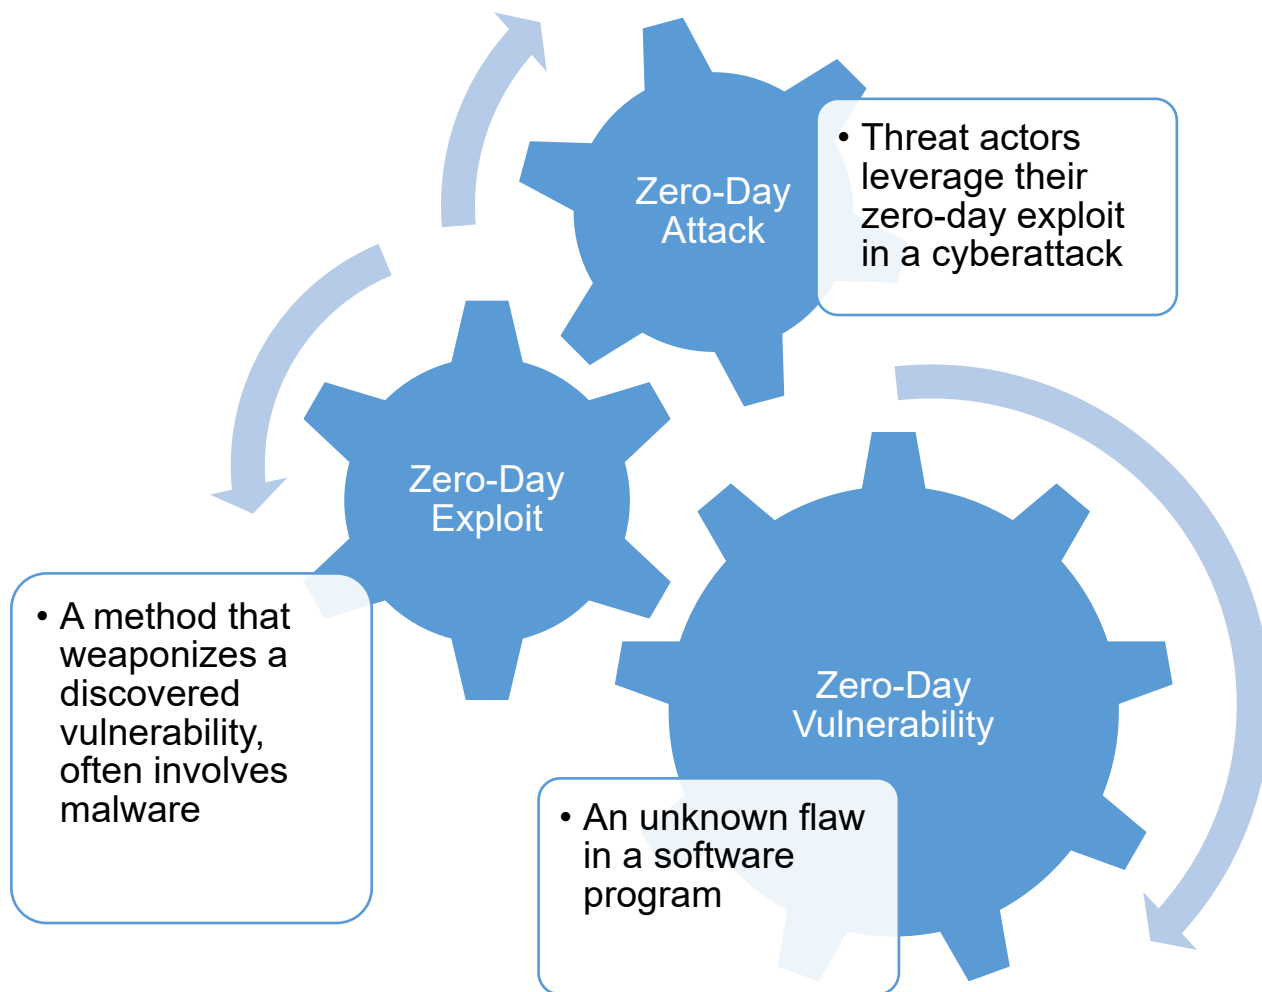 Zero-Day
Attack
• Threat actors
leverage their
zero-day exploit
in a cyberattack
Zero-Day
Exploit
• A method that
weaponizes a
discovered
vulnerability,
often involves
malware
Zero-Day
Vulnerability
• An unknown flaw
in a software
program